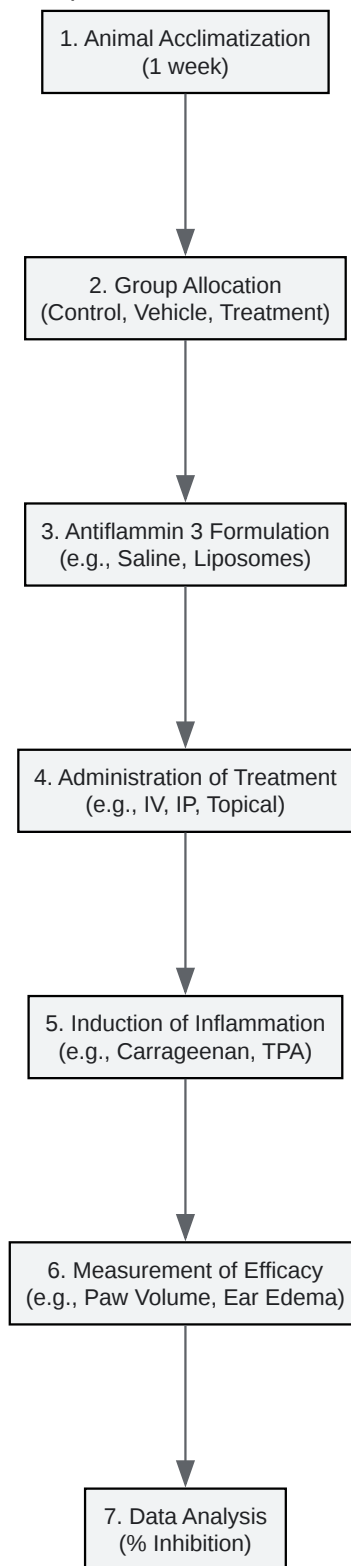 1. Animal Acclimatization
(1 week)
2. Group Allocation
(Control, Vehicle, Treatment)
3. Antiflammin 3 Formulation
(e.g., Saline, Liposomes)
4. Administration of Treatment
(e.g., IV, IP, Topical)
5. Induction of Inflammation
(e.g., Carrageenan, TPA)
6. Measurement of Efficacy
(e.g., Paw Volume, Ear Edema)
7. Data Analysis
(% Inhibition)